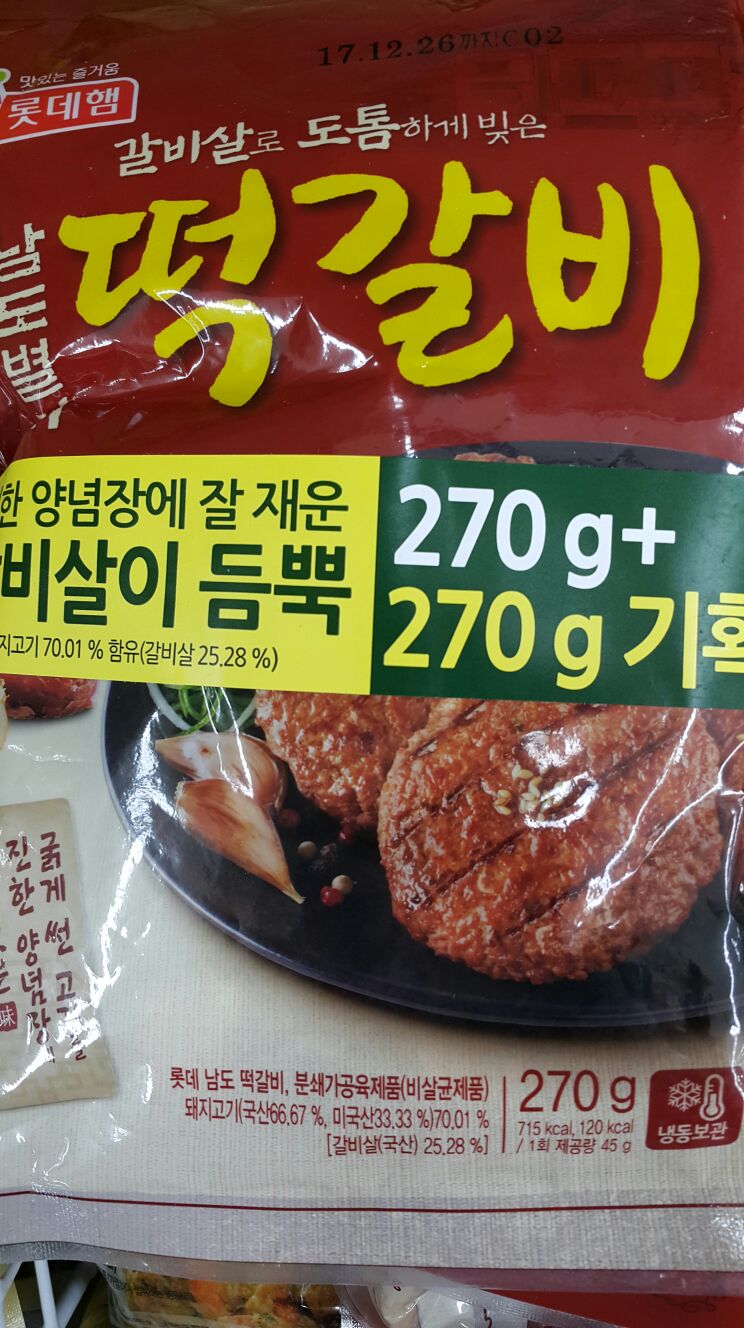 17.12.26까지C02
맛있는 즐거움
롯데햄
갈비살로 도톰하게 빚은
떡갈비
남도별
한 양념장에 잘 재운
비살이 듬뿍
지고기 70.01 % 함유(갈비살 25.28 %)
270 g+
270 g 기획
굵게 썬
진한 양념장
味
롯데 남도 떡갈비, 분쇄가공육제품(비살균제품)
돼지고기(국산66.67 %, 미국산33.33 %)70.01 %
[갈비살(국산) 25.28 %]
270 g
715 kcal, 120 kcal
/ 1회 제공량 45 g
냉동보관